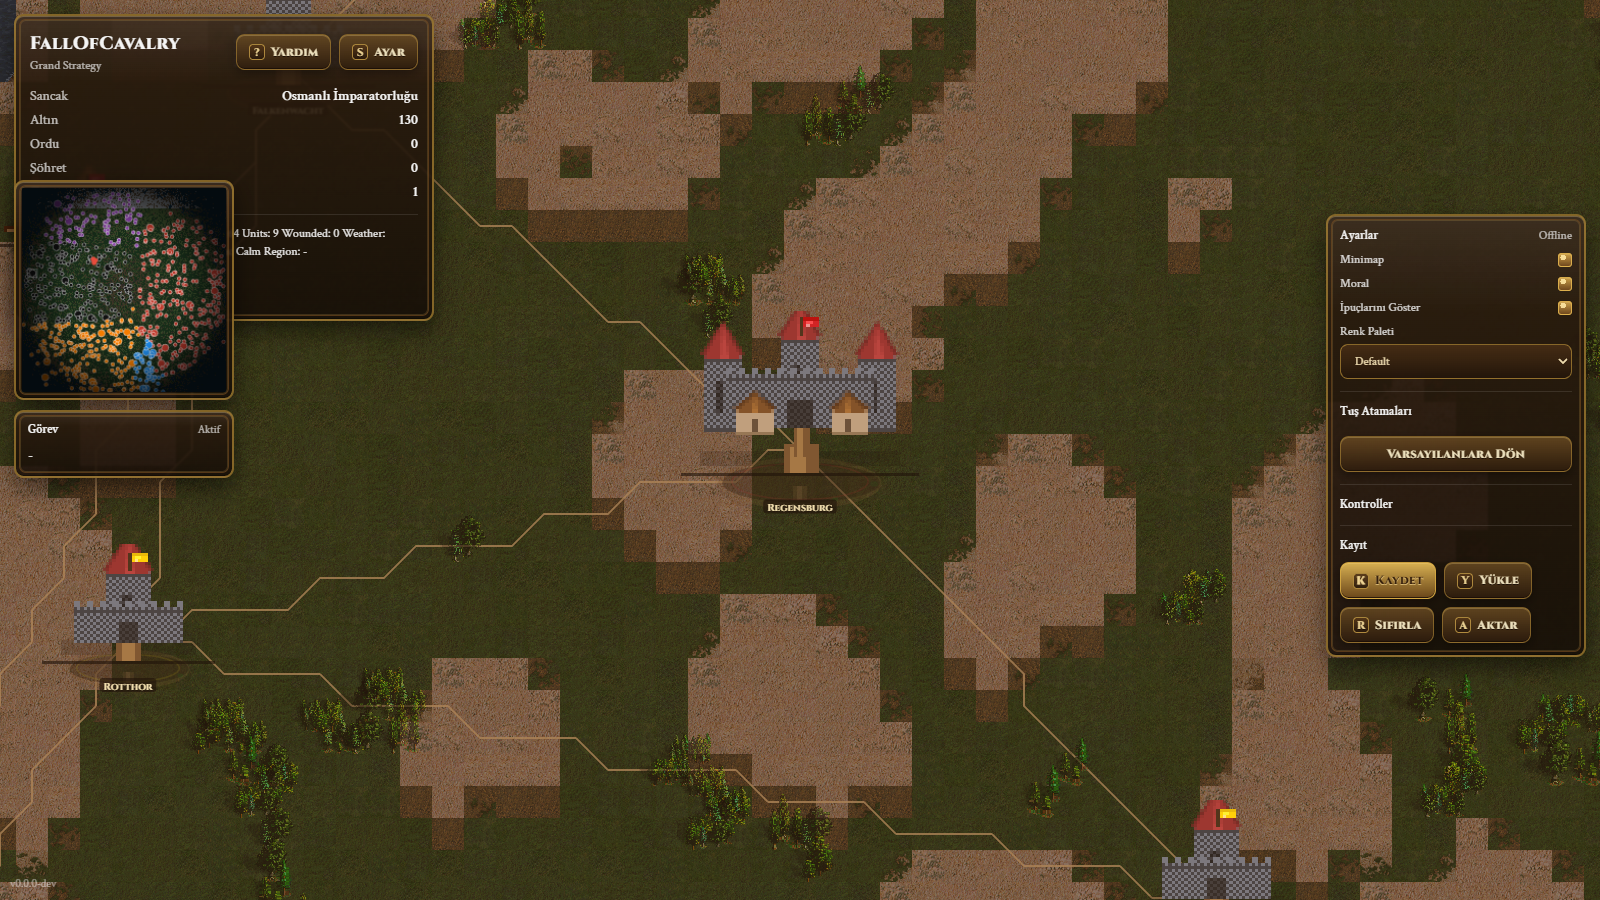 FallOfCavalry
Grand Strategy
? Yardım
S Ayar
Sancak Osmanlı İmparatorluğu
Altın 130
Ordu 0
Şöhret 0
1
4 Units: 9 Wounded: 0 Weather:
Calm Region: -
Görev Aktif
-
Ayarlar Offline
Minimap
Moral
İpuçlarını Göster
Renk Paleti
Default
Tuş Atamaları
Varsayılanlara Dön
Kontroller
Kayıt
K Kaydet
Y Yükle
R Sıfırla
A Aktar
Regensburg
Rotthor
v0.0.0-dev